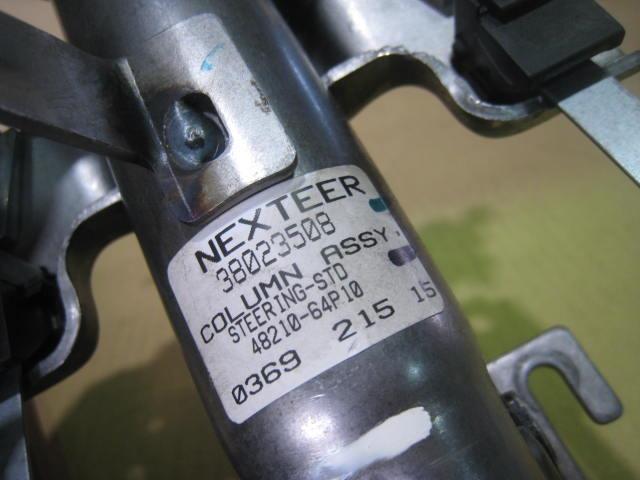 NEXTEER
38023508
COLUMN ASSY,
STEERING-STD
48210-64P10
0369 215 15